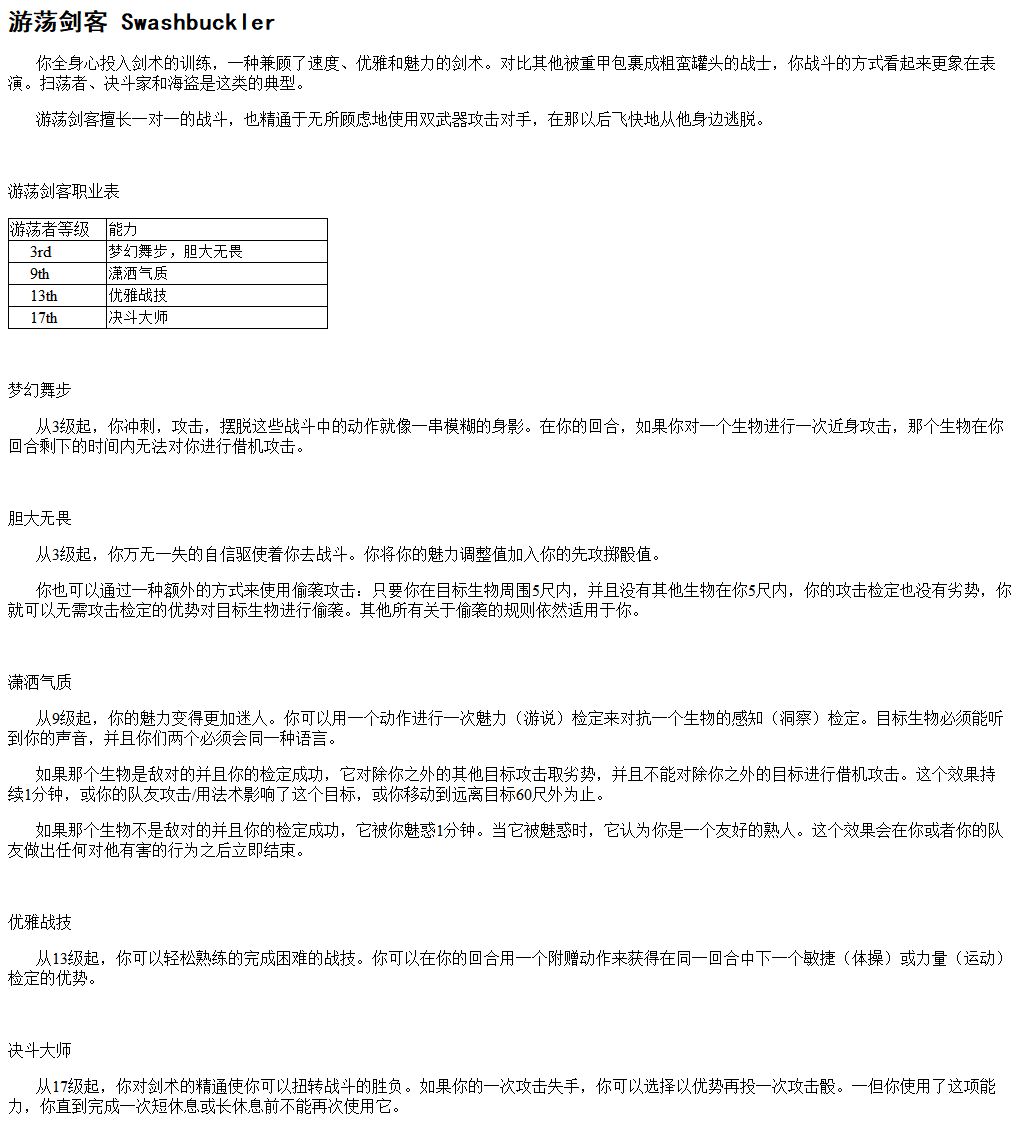 游荡剑客 Swashbuckler
你全身心投入剑术的训练，一种兼顾了速度、优雅和魅力的剑术。对比其他被重甲包裹成粗蛮罐头的战士，你战斗的方式看起来更象在表
演。扫荡者、决斗家和海盗是这类的典型。
游荡剑客擅长一对一的战斗，也精通于无所顾虑地使用双武器攻击对手，在那以后飞快地从他身边逃脱。
游荡剑客职业表
游荡者等级 能力
3rd 梦幻舞步，胆大无畏
9th 潇洒气质
13th 优雅战技
17th 决斗大师
梦幻舞步
从3级起，你冲刺，攻击，摆脱这些战斗中的动作就像一串模糊的身影。在你的回合，如果你对一个生物进行一次近身攻击，那个生物在你
回合剩下的时间内无法对你进行借机攻击。
胆大无畏
从3级起，你万无一失的自信驱使着你去战斗。你将你的魅力调整值加入你的先攻掷骰值。
你也可以通过一种额外的方式来使用偷袭攻击：只要你在目标生物周围5尺内，并且没有其他生物在你5尺内，你的攻击检定也没有劣势，你
就可以无需攻击检定的优势对目标生物进行偷袭。其他所有关于偷袭的规则依然适用于你。
潇洒气质
从9级起，你的魅力变得更加迷人。你可以用一个动作进行一次魅力（游说）检定来对抗一个生物的感知（洞察）检定。目标生物必须能听
到你的声音，并且你们两个必须会同一种语言。
如果那个生物是敌对的并且你的检定成功，它对除你之外的其他目标攻击取劣势，并且不能对除你之外的目标进行借机攻击。这个效果持
续1分钟，或你的队友攻击/用法术影响了这个目标，或你移动到远离目标60尺外为止。
如果那个生物不是敌对的并且你的检定成功，它被你魅惑1分钟。当它被魅惑时，它认为你是一个友好的熟人。这个效果会在你或者你的队
友做出任何对他有害的行为之后立即结束。
优雅战技
从13级起，你可以轻松熟练的完成困难的战技。你可以在你的回合用一个附赠动作来获得在同一回合中下一个敏捷（体操）或力量（运动）
检定的优势。
决斗大师
从17级起，你对剑术的精通使你可以扭转战斗的胜负。如果你的一次攻击失手，你可以选择以优势再投一次攻击骰。一但你使用了这项能
力，你直到完成一次短休息或长休息前不能再次使用它。